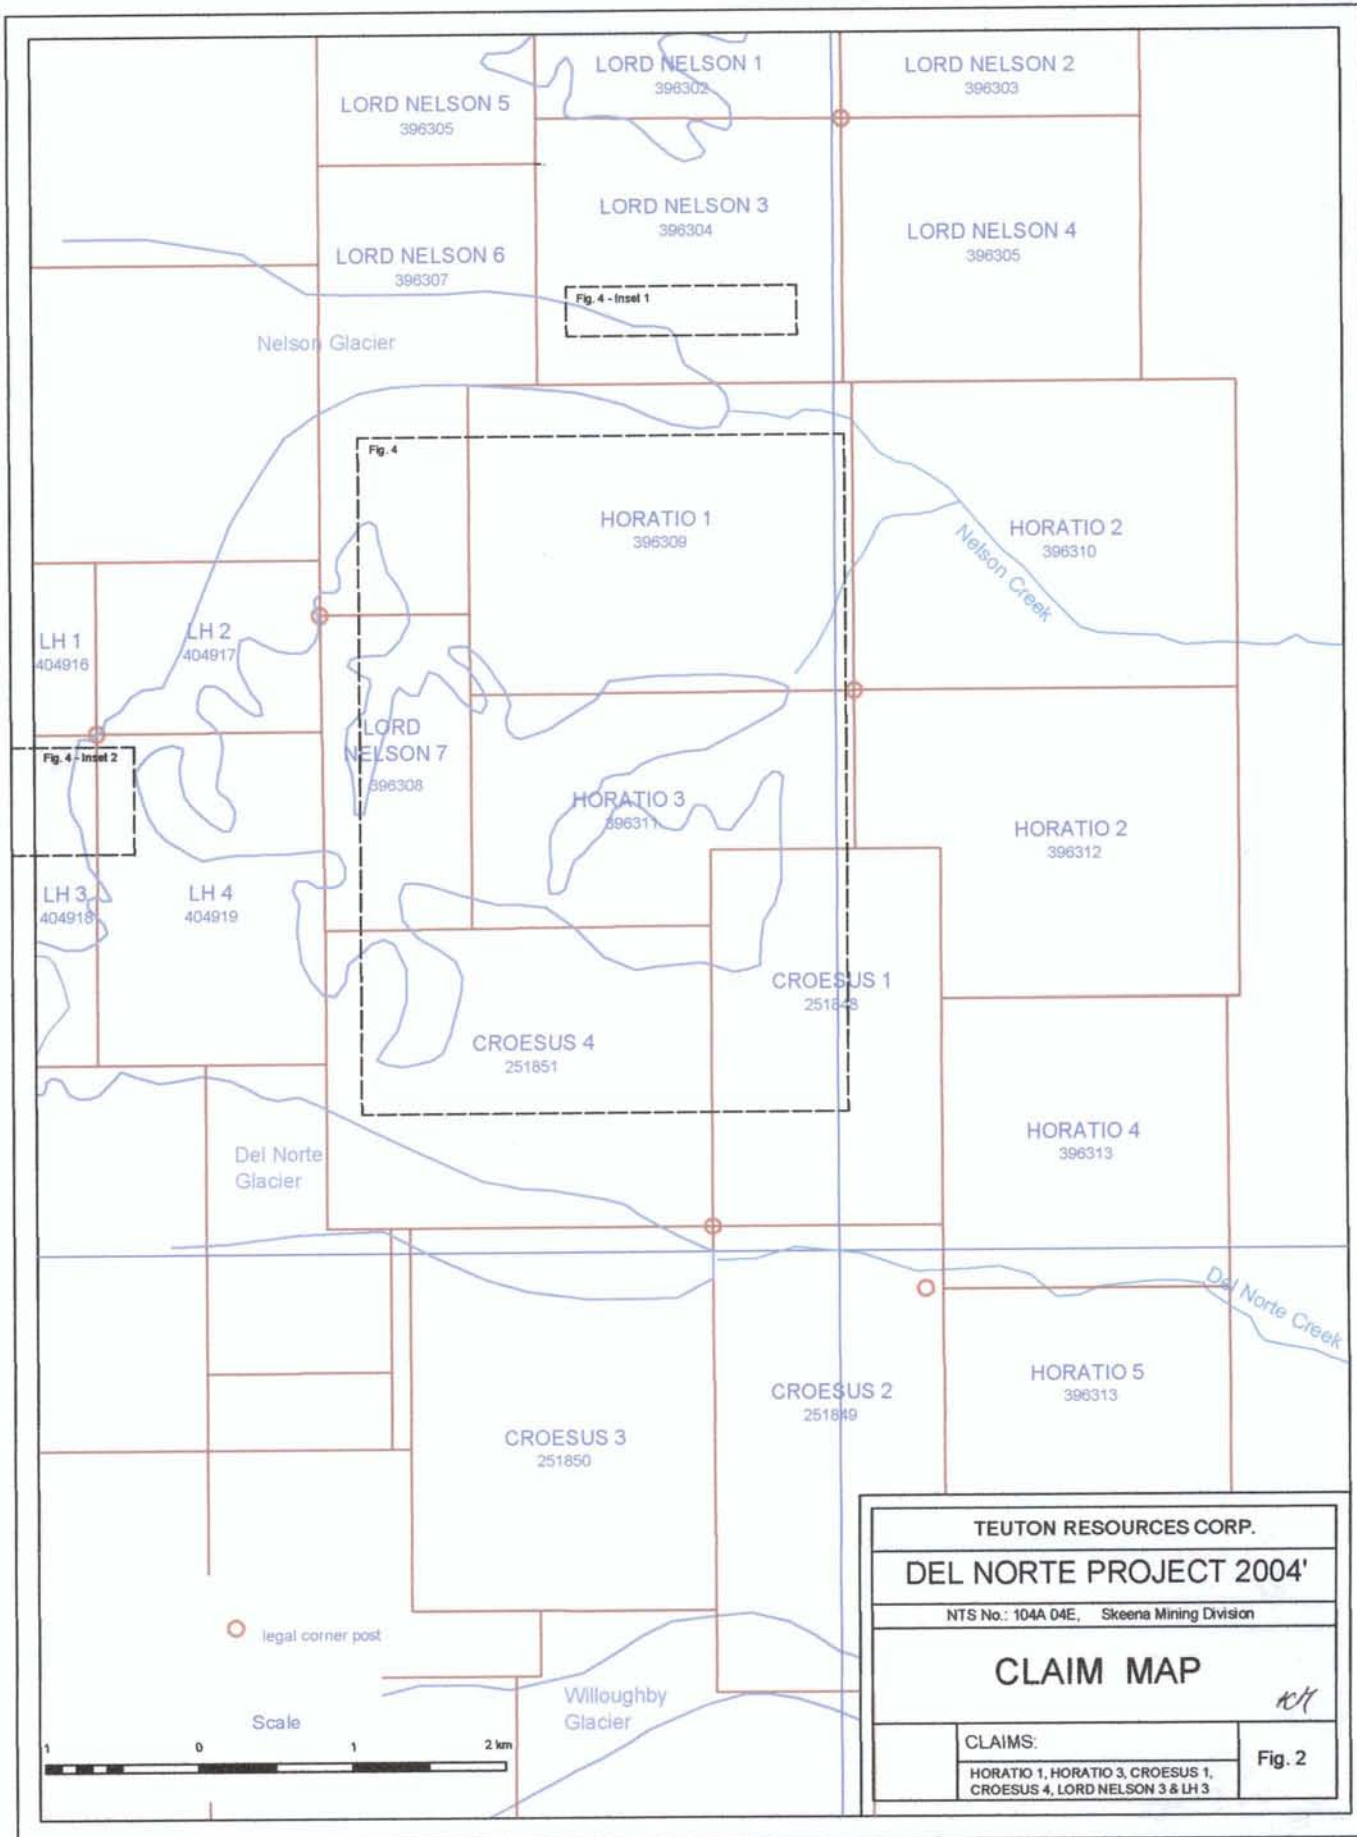 LORD NELSON 1
396302
LORD NELSON 2
396303
LORD NELSON 5
396305
LORD NELSON 3
396304
LORD NELSON 4
396305
LORD NELSON 6
396307
Fig. 4 - Inset 1
Nelson Glacier
Fig. 4
HORATIO 1
396309
HORATIO 2
396310
Nelson Creek
LH 1
404916
LH 2
404917
LORD
NELSON 7
396308
Fig. 4 - Inset 2
HORATIO 3
396311
HORATIO 2
396312
LH 3
404918
LH 4
404919
CROESUS 1
251848
CROESUS 4
251851
HORATIO 4
396313
Del Norte
Glacier
Del Norte Creek
HORATIO 5
396313
CROESUS 2
251849
CROESUS 3
251850
legal corner post
Willoughby
Glacier
Scale
1 0 1 2 km
TEUTON RESOURCES CORP.
DEL NORTE PROJECT 2004'
NTS No.: 104A 04E, Skeena Mining Division
CLAIM MAP
CLAIMS:
HORATIO 1, HORATIO 3, CROESUS 1,
CROESUS 4, LORD NELSON 3 & LH 3
Fig. 2